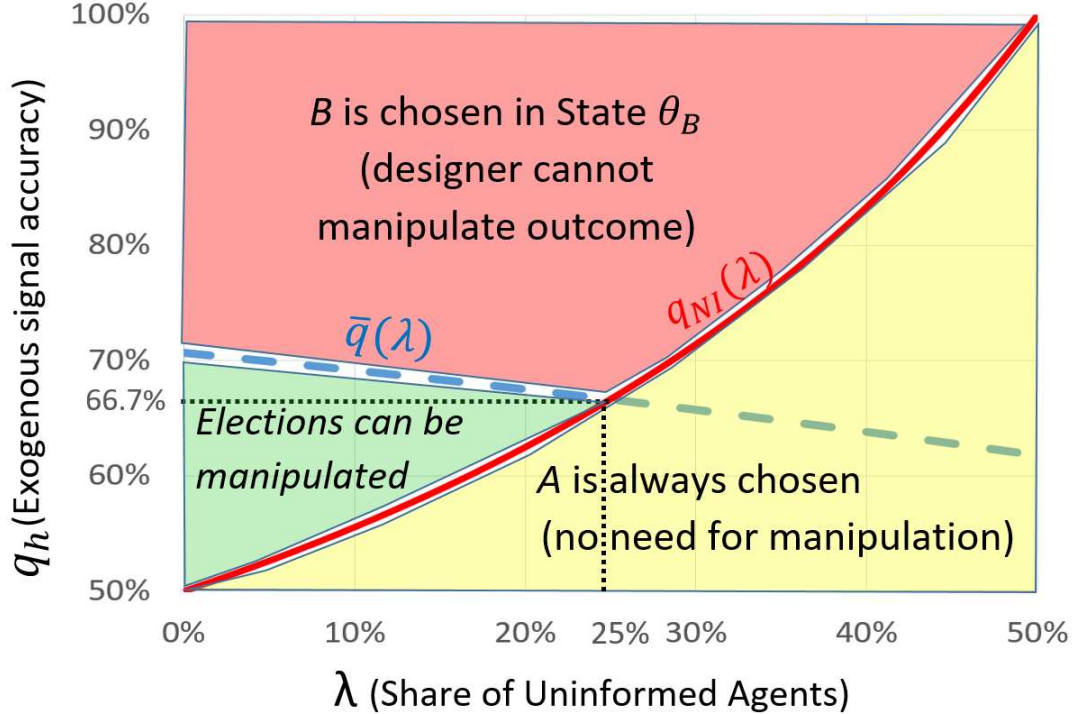 100%
90%
80%
70%
66.7%
60%
50%
q_h (Exogenous signal accuracy)
B is chosen in State θ_B
(designer cannot
manipulate outcome)
q_NI(λ)
q̅(λ)
Elections can be
manipulated
A is always chosen
(no need for manipulation)
0% 10% 20% 25% 30% 40% 50%
λ (Share of Uninformed Agents)